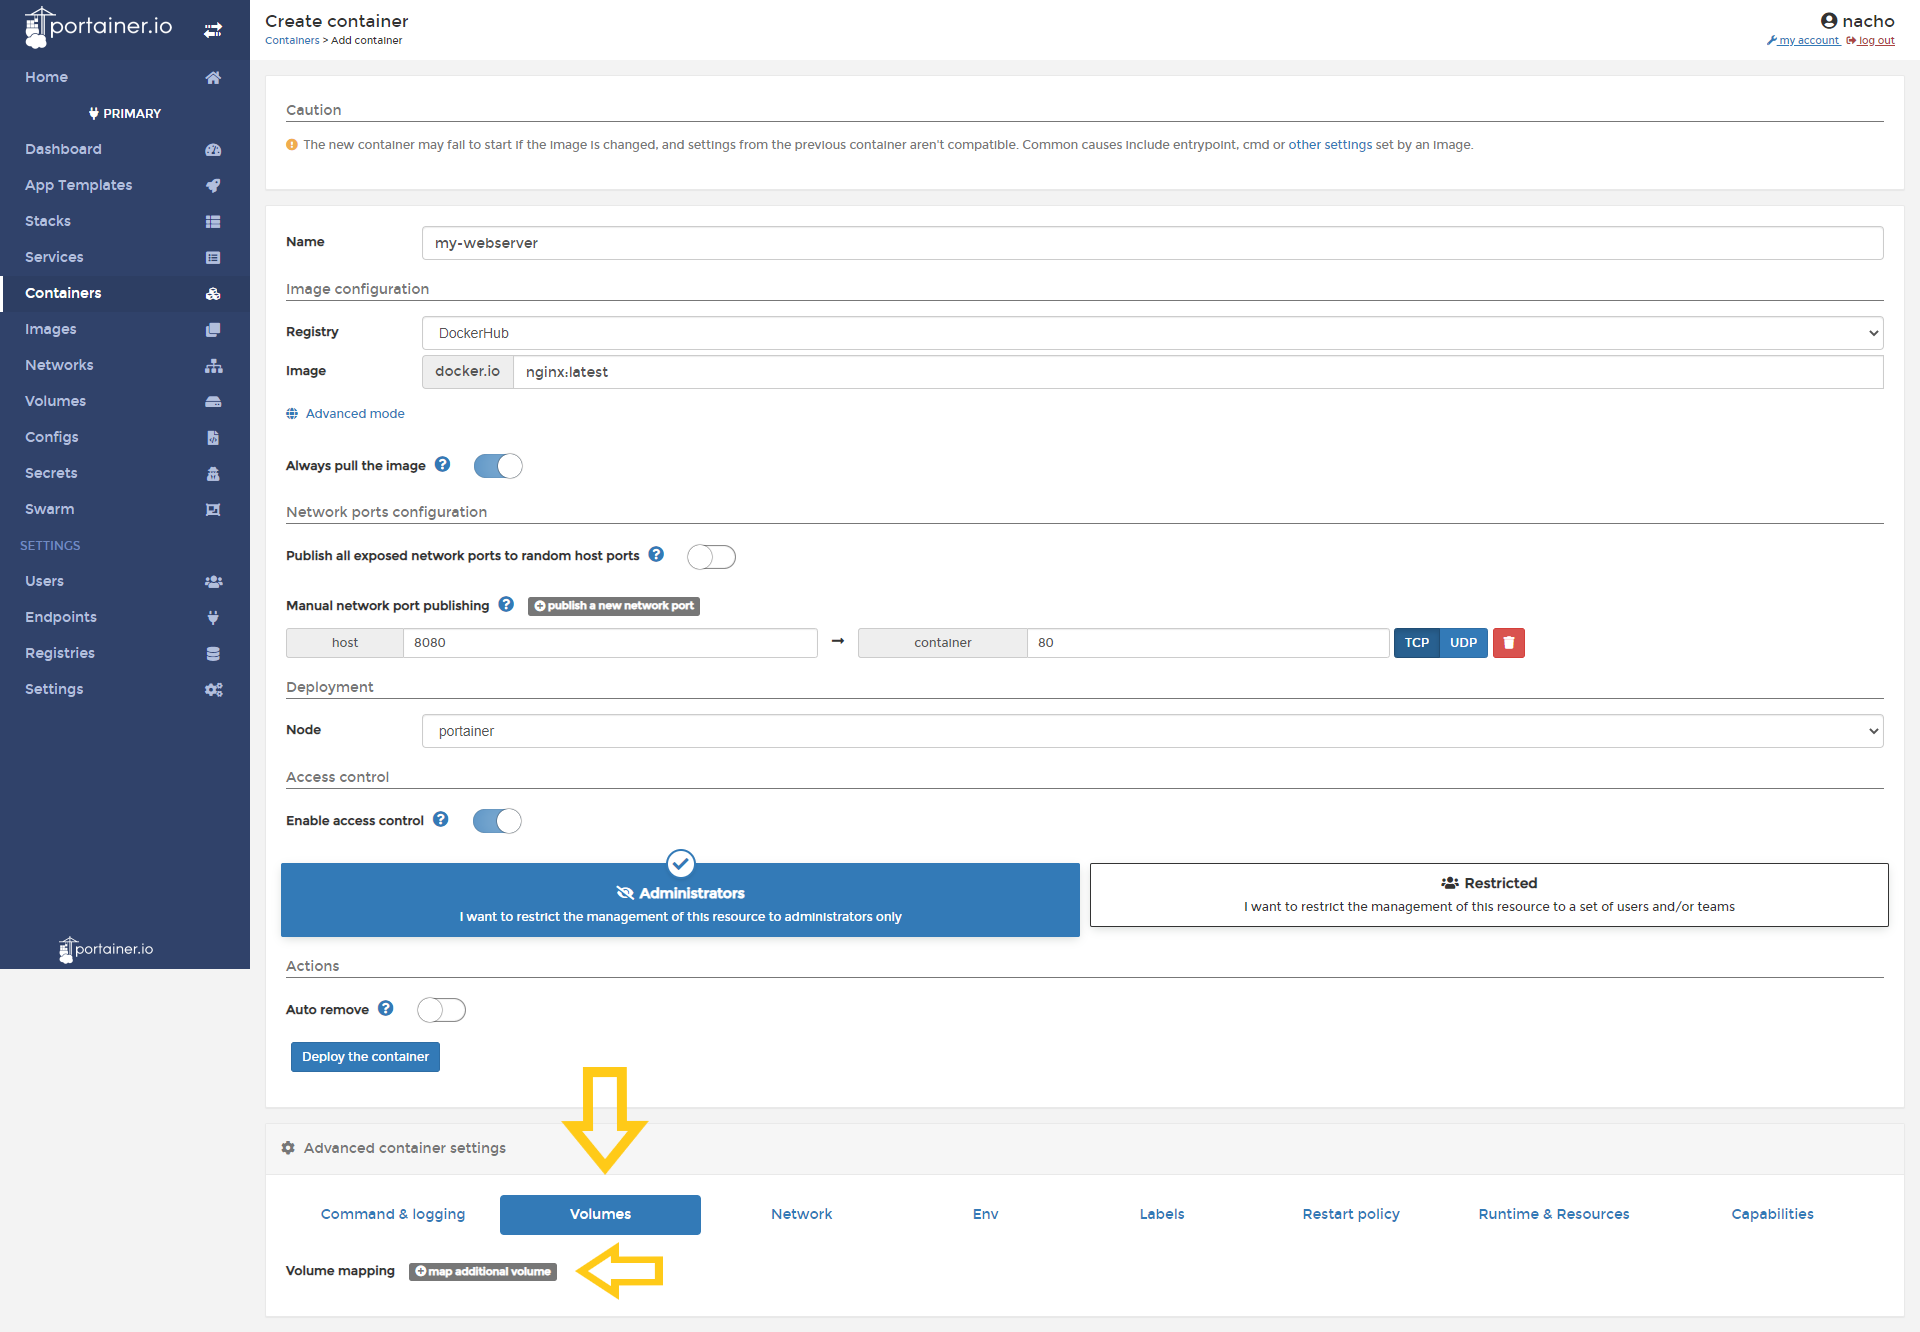 portainer.io
Home
PRIMARY
Dashboard
App Templates
Stacks
Services
Containers
Images
Networks
Volumes
Configs
Secrets
Swarm
SETTINGS
Users
Endpoints
Registries
Settings
portainer.io
Create container
Containers > Add container
nacho
my account log out
Caution
The new container may fail to start if the image is changed, and settings from the previous container aren't compatible. Common causes include entrypoint, cmd or other settings set by an image.
Name my-webserver
Image configuration
Registry DockerHub
Image docker.io nginx:latest
Advanced mode
Always pull the image
Network ports configuration
Publish all exposed network ports to random host ports
Manual network port publishing publish a new network port
host 8080 → container 80 TCP UDP
Deployment
Node portainer
Access control
Enable access control
Administrators
I want to restrict the management of this resource to administrators only
Restricted
I want to restrict the management of this resource to a set of users and/or teams
Actions
Auto remove
Deploy the container
Advanced container settings
Command & logging Volumes Network Env Labels Restart policy Runtime & Resources Capabilities
Volume mapping map additional volume